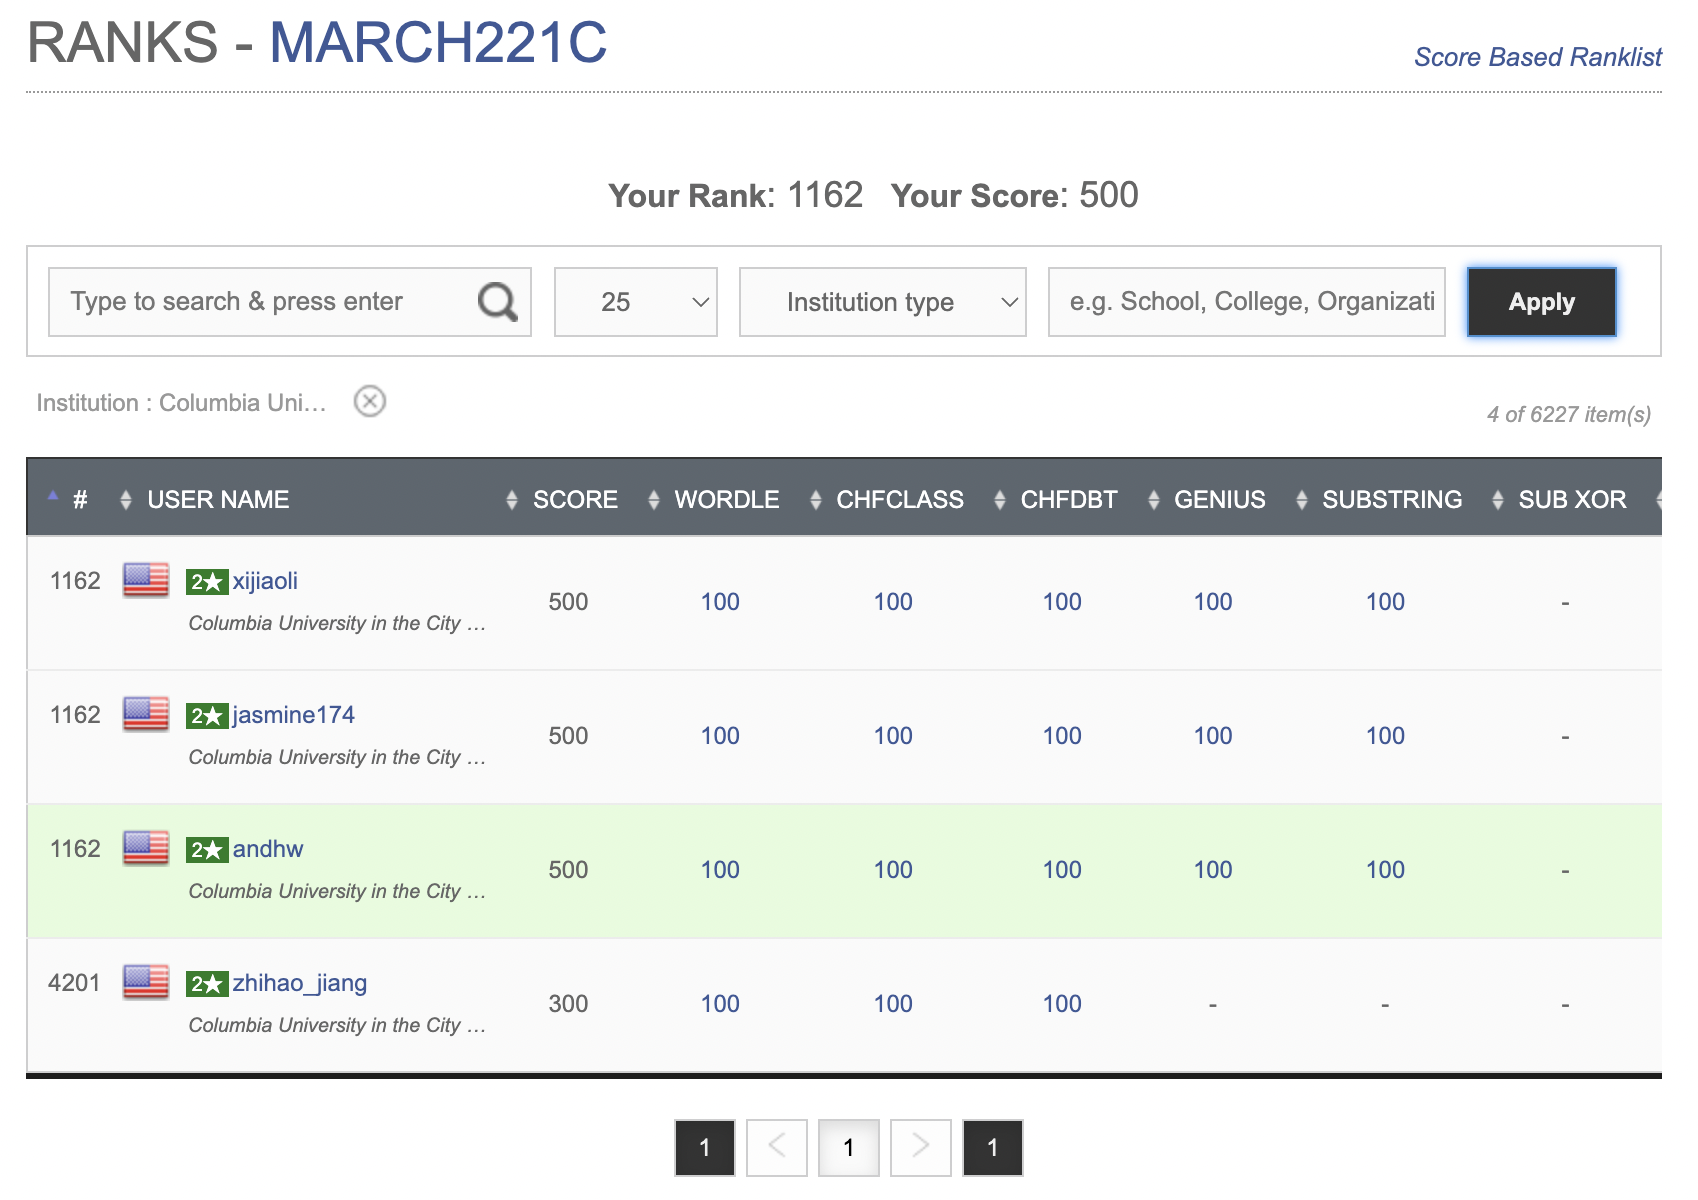 RANKS - MARCH221C
Score Based Ranklist
Your Rank: 1162 Your Score: 500
Type to search & press enter 25 Institution type e.g. School, College, Organizati Apply
Institution : Columbia Uni...
4 of 6227 item(s)
# USER NAME SCORE WORDLE CHFCLASS CHFDBT GENIUS SUBSTRING SUB XOR
1162 2★ xijiaoli 500 100 100 100 100 100 -
Columbia University in the City ...
1162 2★ jasmine174 500 100 100 100 100 100 -
Columbia University in the City ...
1162 2★ andhw 500 100 100 100 100 100 -
Columbia University in the City ...
4201 2★ zhihao_jiang 300 100 100 100 - - -
Columbia University in the City ...
1 < 1 > 1